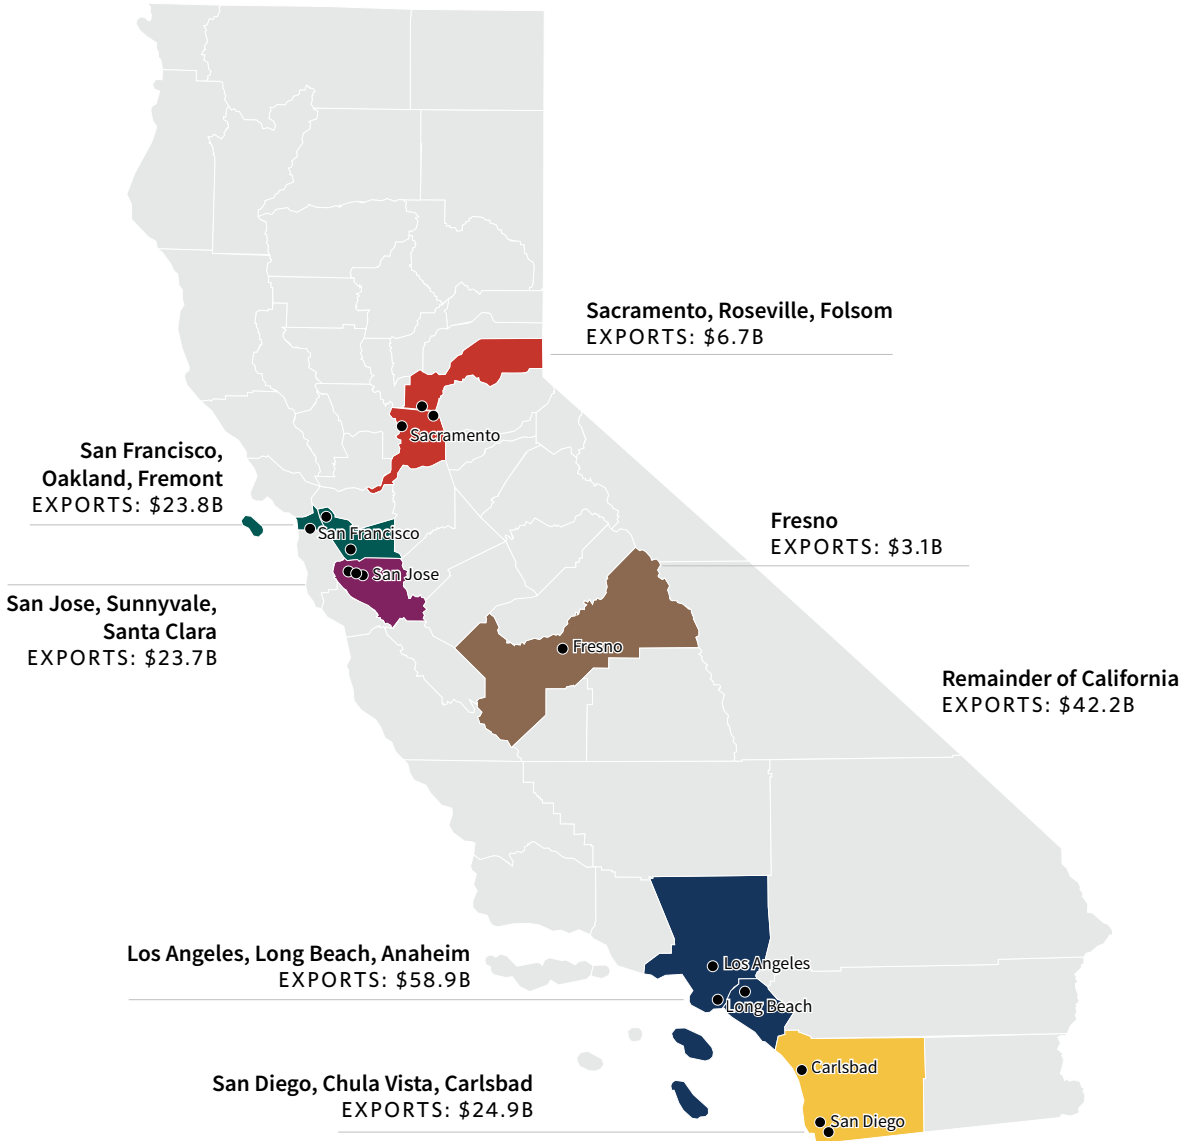 Sacramento, Roseville, Folsom
EXPORTS: $6.7B
Sacramento
San Francisco,
Oakland, Fremont
EXPORTS: $23.8B
San Francisco
Fresno
EXPORTS: $3.1B
San Jose
San Jose, Sunnyvale,
Santa Clara
EXPORTS: $23.7B
Fresno
Remainder of California
EXPORTS: $42.2B
Los Angeles, Long Beach, Anaheim
EXPORTS: $58.9B
Los Angeles
Long Beach
Carlsbad
San Diego, Chula Vista, Carlsbad
EXPORTS: $24.9B
San Diego